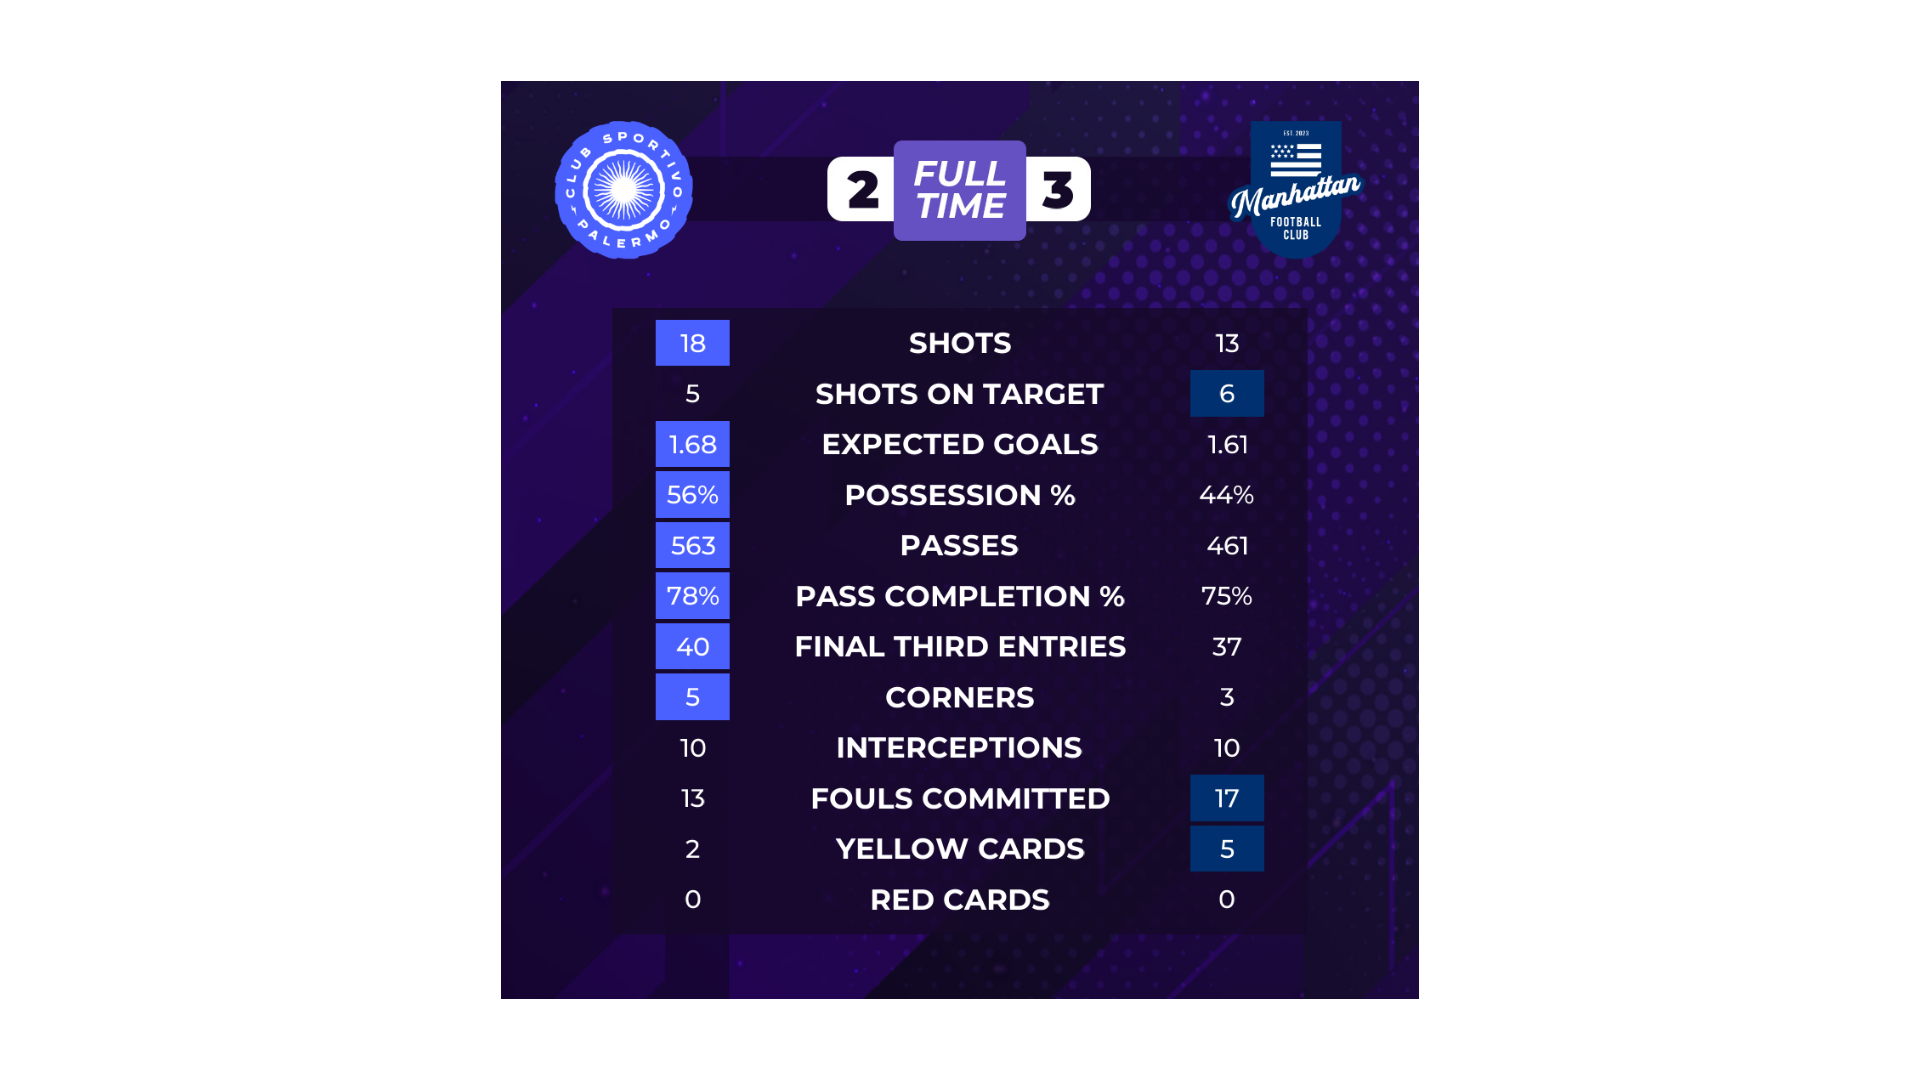 CLUB SPORTIVO
PALERMO
2
FULL
TIME
3
EST. 2023
Manhattan
FOOTBALL
CLUB
18 SHOTS 13
5 SHOTS ON TARGET 6
1.68 EXPECTED GOALS 1.61
56% POSSESSION % 44%
563 PASSES 461
78% PASS COMPLETION % 75%
40 FINAL THIRD ENTRIES 37
5 CORNERS 3
10 INTERCEPTIONS 10
13 FOULS COMMITTED 17
2 YELLOW CARDS 5
0 RED CARDS 0